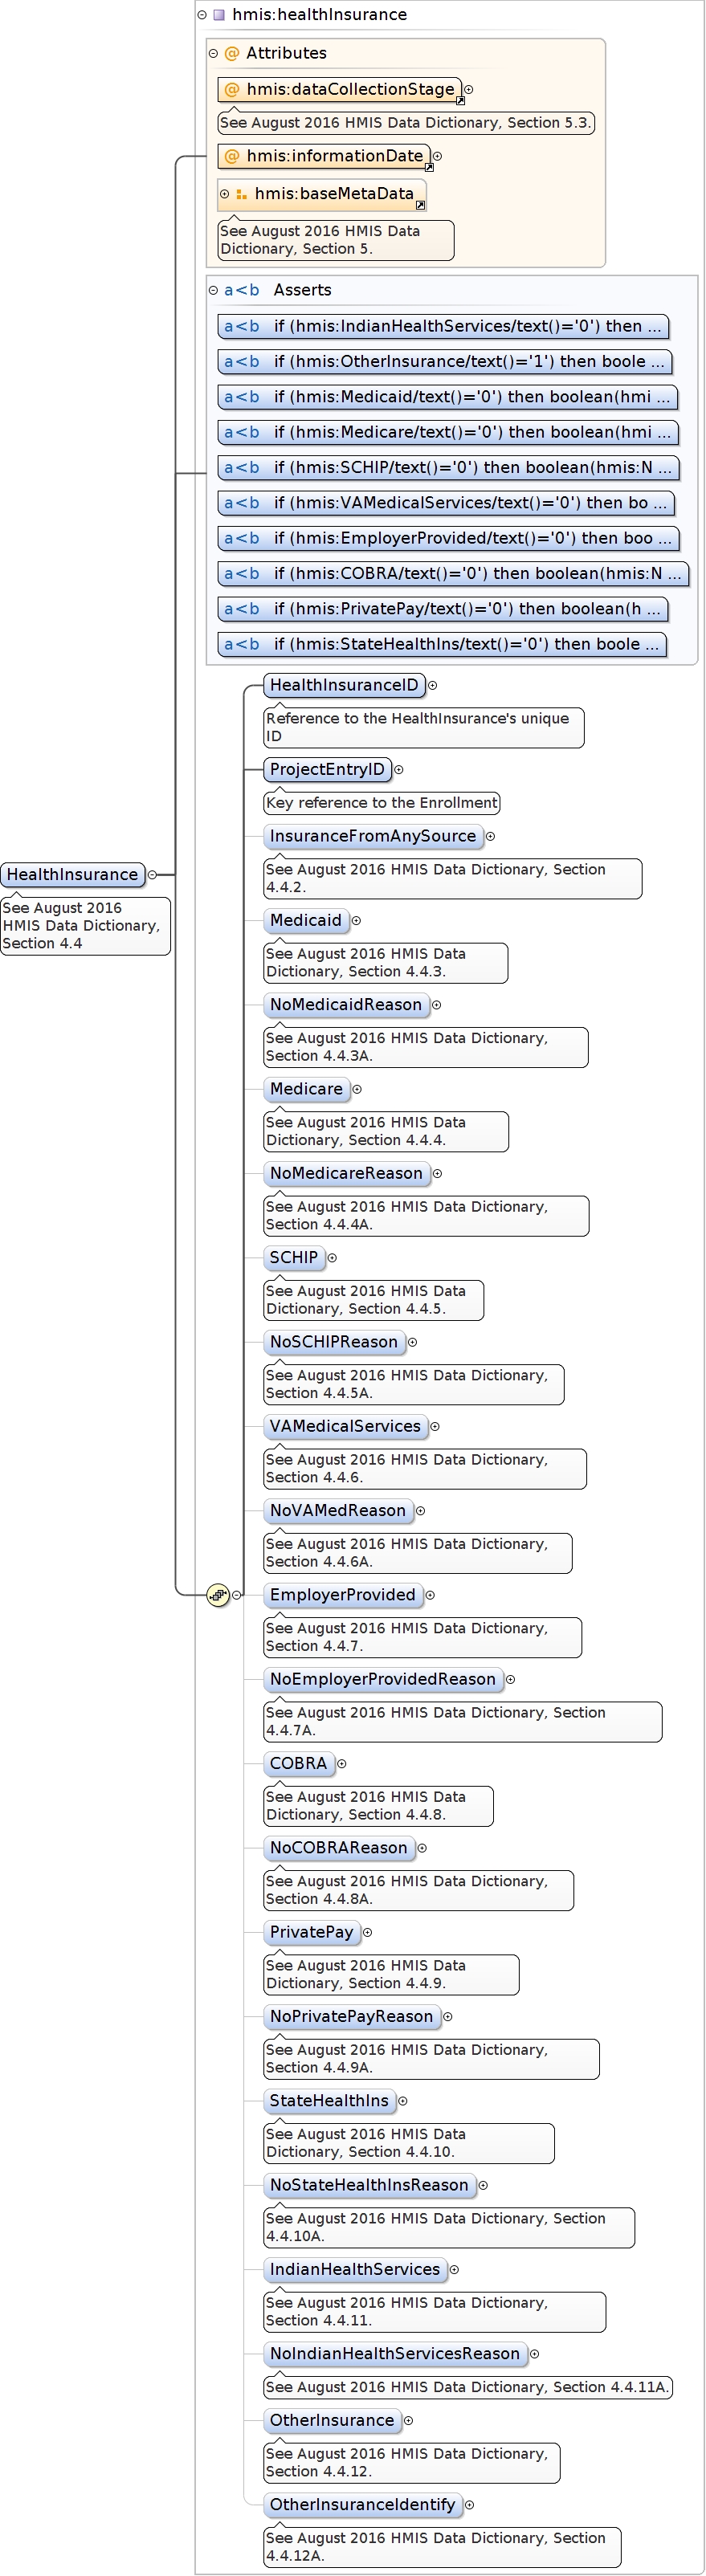 hmis:healthInsurance
@ Attributes
@ hmis:dataCollectionStage
See August 2016 HMIS Data Dictionary, Section 5.3.
@ hmis:informationDate
hmis:baseMetaData
See August 2016 HMIS Data
Dictionary, Section 5.
a<b Asserts
a<b if (hmis:IndianHealthServices/text()='0') then ...
a<b if (hmis:OtherInsurance/text()='1') then boole ...
a<b if (hmis:Medicaid/text()='0') then boolean(hmi ...
a<b if (hmis:Medicare/text()='0') then boolean(hmi ...
a<b if (hmis:SCHIP/text()='0') then boolean(hmis:N ...
a<b if (hmis:VAMedicalServices/text()='0') then bo ...
a<b if (hmis:EmployerProvided/text()='0') then boo ...
a<b if (hmis:COBRA/text()='0') then boolean(hmis:N ...
a<b if (hmis:PrivatePay/text()='0') then boolean(h ...
a<b if (hmis:StateHealthIns/text()='0') then boole ...
HealthInsurance
See August 2016
HMIS Data Dictionary,
Section 4.4
HealthInsuranceID
Reference to the HealthInsurance's unique
ID
ProjectEntryID
Key reference to the Enrollment
InsuranceFromAnySource
See August 2016 HMIS Data Dictionary, Section
4.4.2.
Medicaid
See August 2016 HMIS Data
Dictionary, Section 4.4.3.
NoMedicaidReason
See August 2016 HMIS Data Dictionary,
Section 4.4.3A.
Medicare
See August 2016 HMIS Data
Dictionary, Section 4.4.4.
NoMedicareReason
See August 2016 HMIS Data Dictionary,
Section 4.4.4A.
SCHIP
See August 2016 HMIS Data
Dictionary, Section 4.4.5.
NoSCHIPReason
See August 2016 HMIS Data Dictionary,
Section 4.4.5A.
VAMedicalServices
See August 2016 HMIS Data Dictionary,
Section 4.4.6.
NoVAMedReason
See August 2016 HMIS Data Dictionary,
Section 4.4.6A.
EmployerProvided
See August 2016 HMIS Data Dictionary,
Section 4.4.7.
NoEmployerProvidedReason
See August 2016 HMIS Data Dictionary, Section
4.4.7A.
COBRA
See August 2016 HMIS Data
Dictionary, Section 4.4.8.
NoCOBRAReason
See August 2016 HMIS Data Dictionary,
Section 4.4.8A.
PrivatePay
See August 2016 HMIS Data
Dictionary, Section 4.4.9.
NoPrivatePayReason
See August 2016 HMIS Data Dictionary,
Section 4.4.9A.
StateHealthIns
See August 2016 HMIS Data
Dictionary, Section 4.4.10.
NoStateHealthInsReason
See August 2016 HMIS Data Dictionary, Section
4.4.10A.
IndianHealthServices
See August 2016 HMIS Data Dictionary,
Section 4.4.11.
NoIndianHealthServicesReason
See August 2016 HMIS Data Dictionary, Section 4.4.11A.
OtherInsurance
See August 2016 HMIS Data Dictionary,
Section 4.4.12.
OtherInsuranceIdentify
See August 2016 HMIS Data Dictionary, Section
4.4.12A.